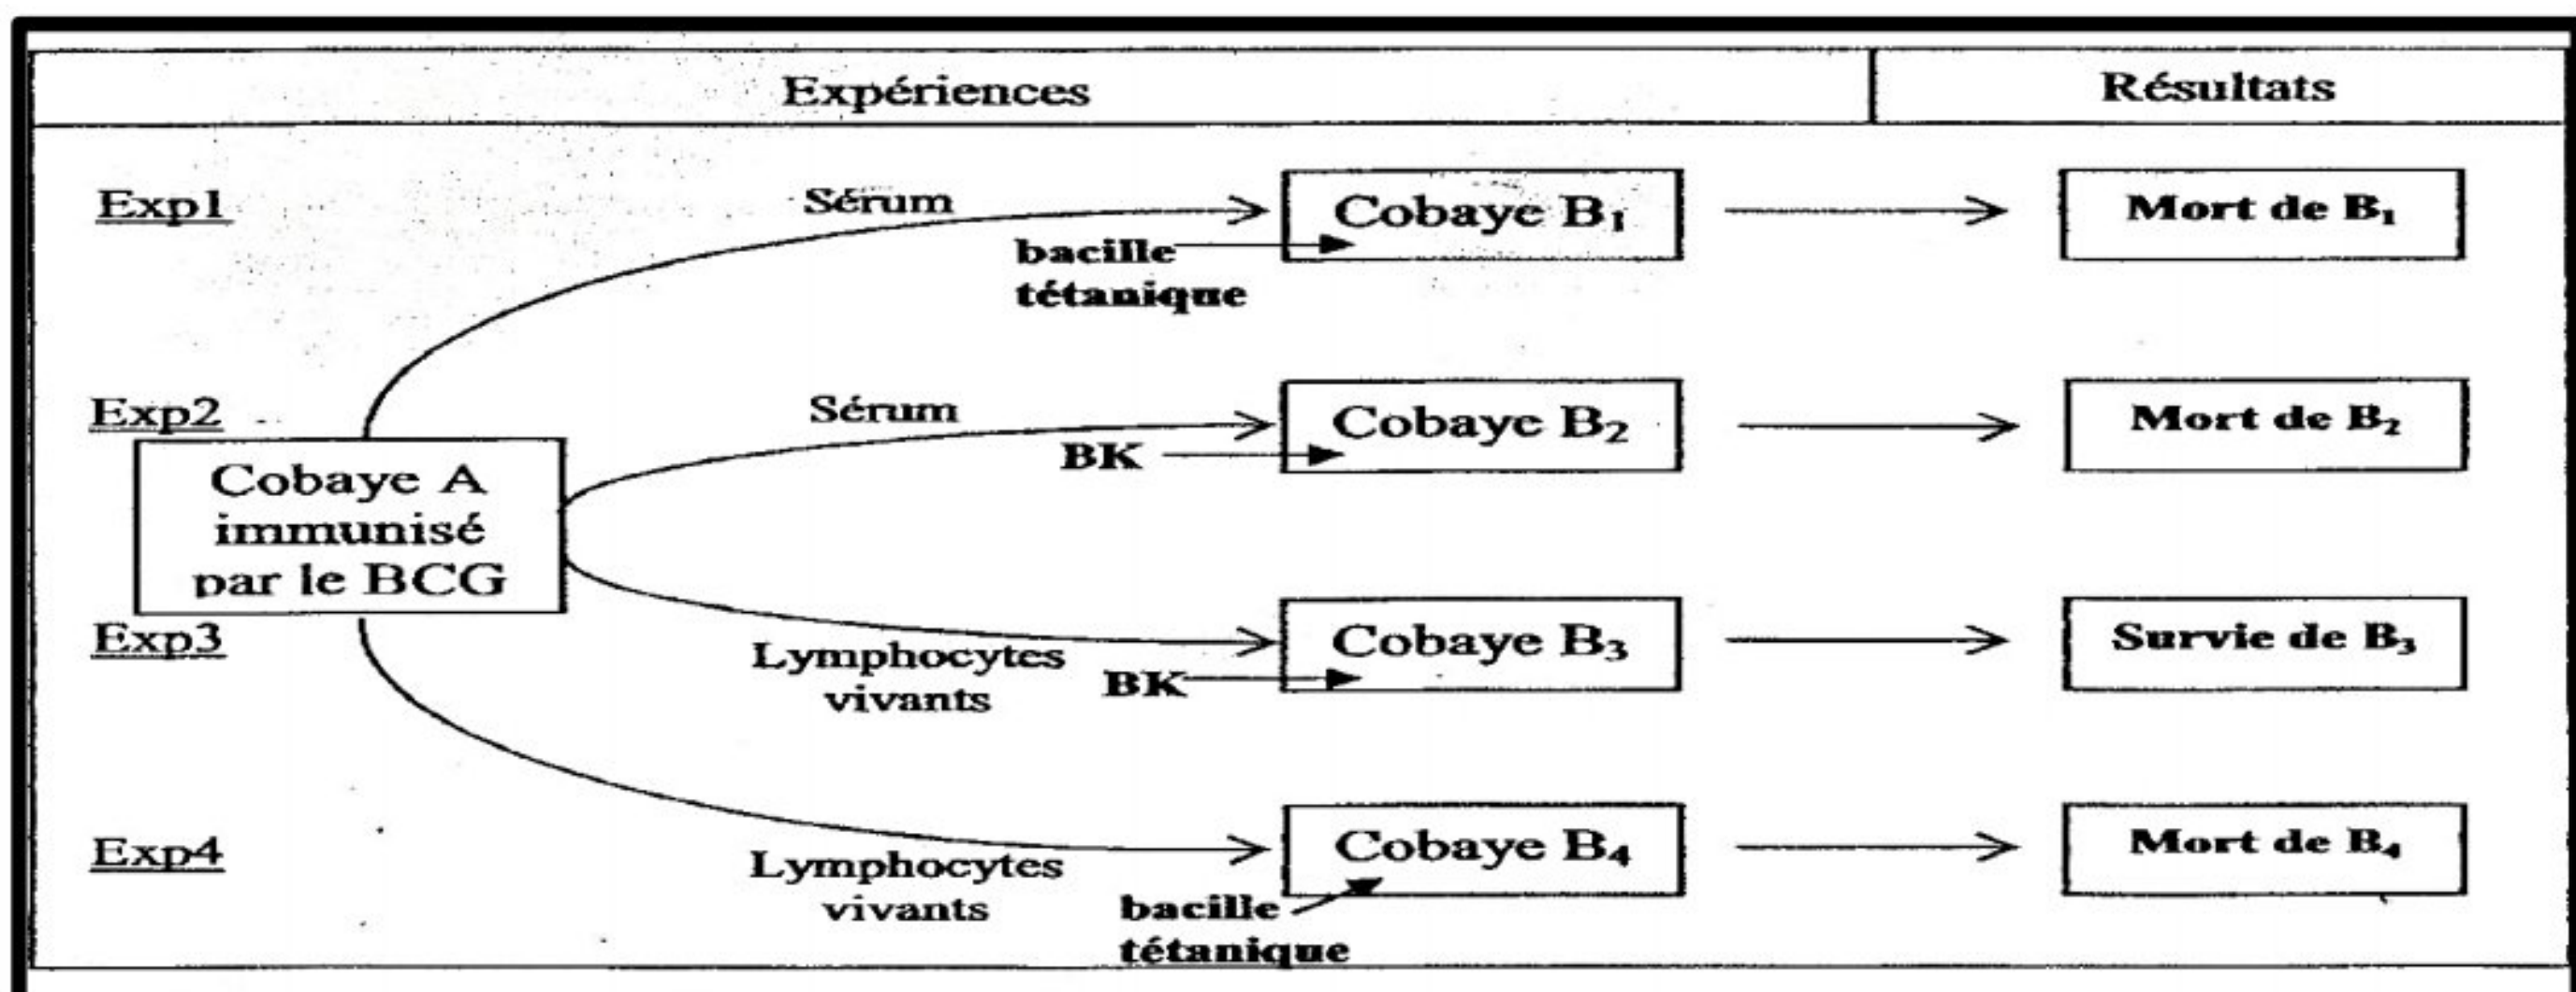 Expériences
Résultats
Exp1
Sérum
bacille
tétanique
Cobaye B₁
Mort de B₁
Exp2
Sérum
BK
Cobaye B₂
Mort de B₂
Cobaye A
immunisé
par le BCG
Exp3
Lymphocytes
vivants
BK
Cobaye B₃
Survie de B₃
Exp4
Lymphocytes
vivants
bacille
tétanique
Cobaye B₄
Mort de B₄